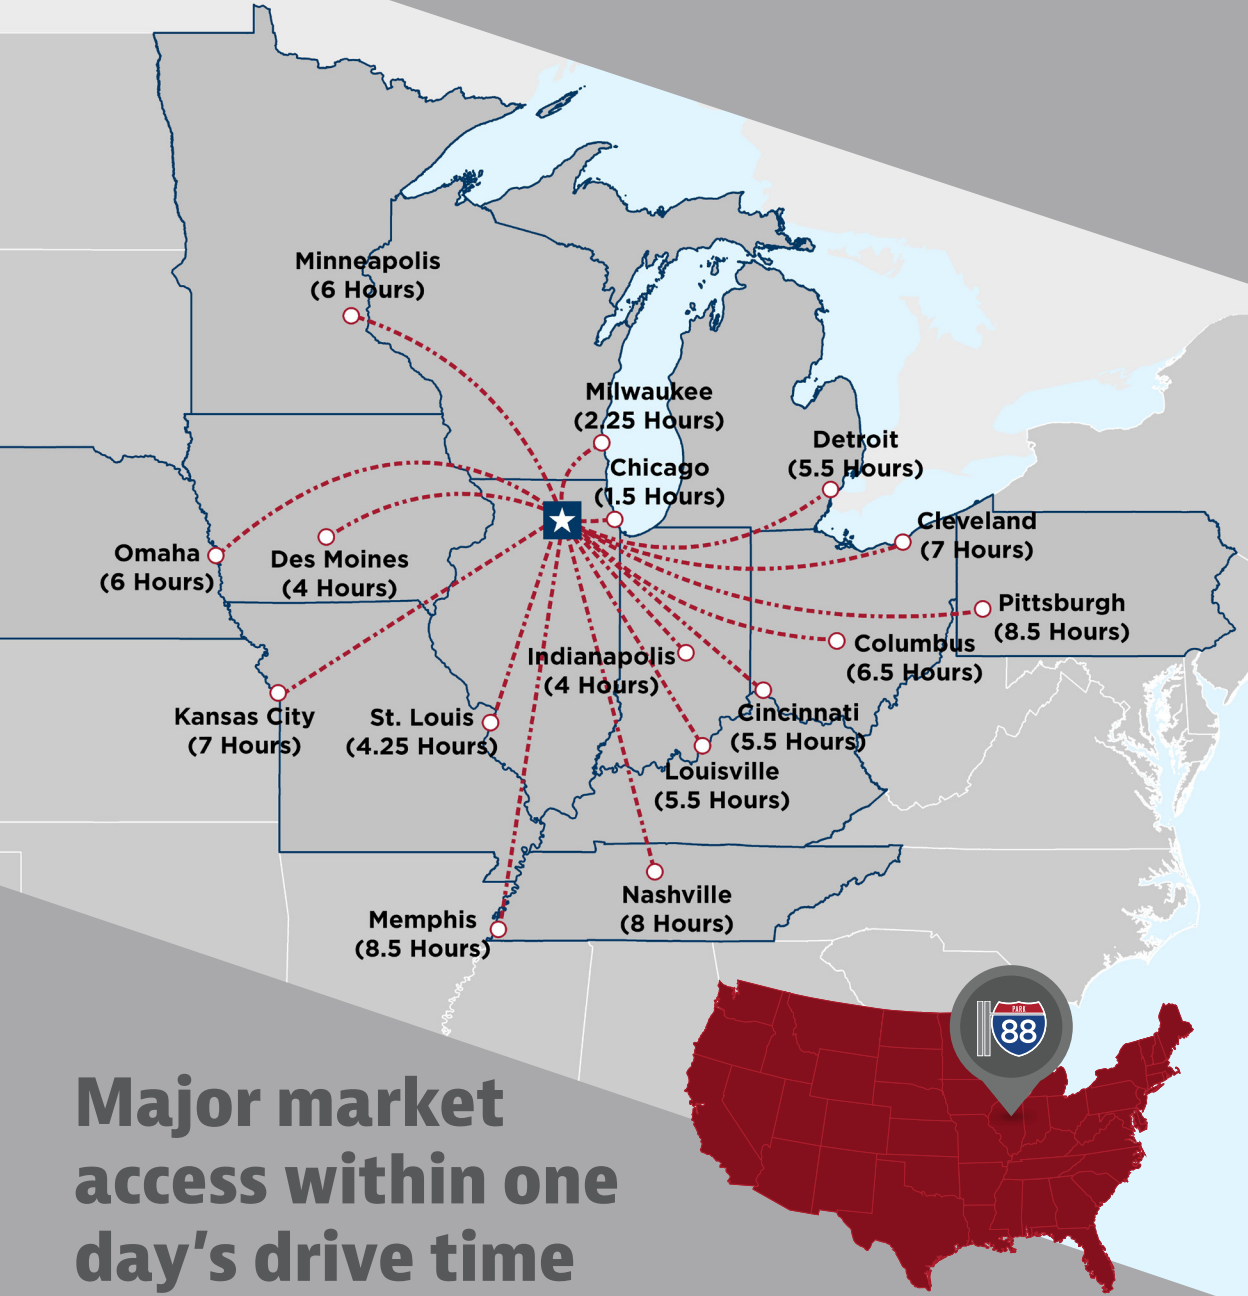 Minneapolis
(6 Hours)
Milwaukee
(2.25 Hours)
Detroit
(5.5 Hours)
Chicago
(1.5 Hours)
Cleveland
(7 Hours)
Omaha
(6 Hours)
Des Moines
(4 Hours)
Pittsburgh
(8.5 Hours)
Columbus
(6.5 Hours)
Indianapolis
(4 Hours)
Kansas City
(7 Hours)
St. Louis
(4.25 Hours)
Cincinnati
(5.5 Hours)
Louisville
(5.5 Hours)
Nashville
(8 Hours)
Memphis
(8.5 Hours)
PARK
88
Major market
access within one
day’s drive time